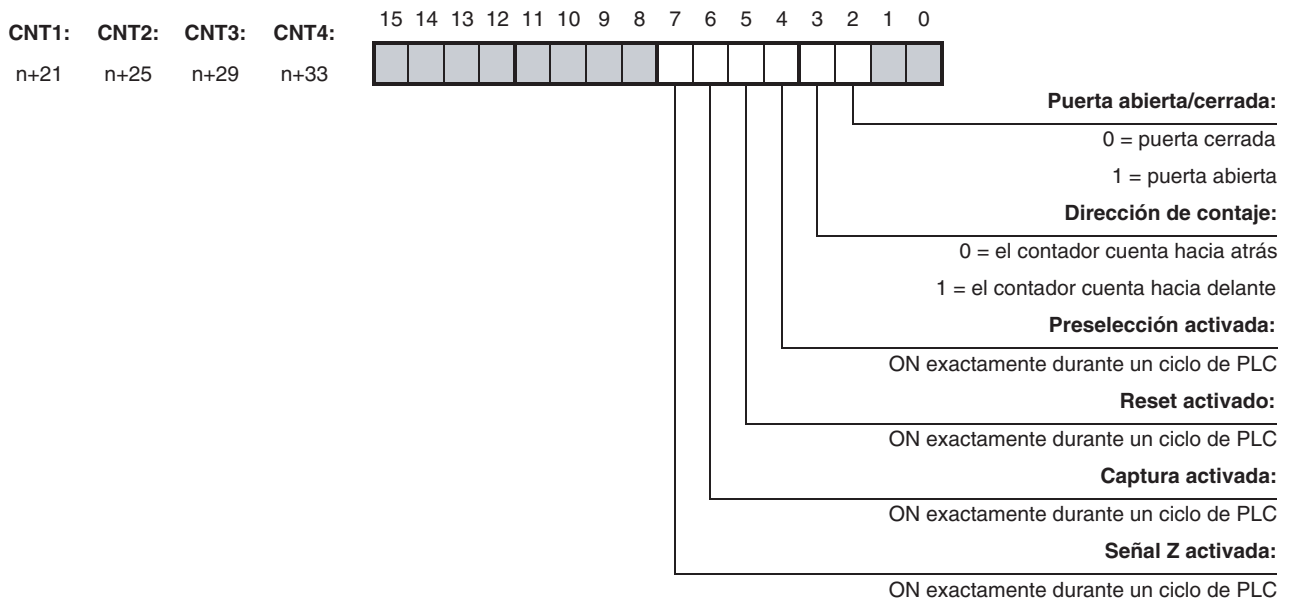 15 14 13 12 11 10 9 8 7 6 5 4 3 2 1 0
CNT1: CNT2: CNT3: CNT4:
n+21 n+25 n+29 n+33
Puerta abierta/cerrada:
0 = puerta cerrada
1 = puerta abierta
Dirección de contaje:
0 = el contador cuenta hacia atrás
1 = el contador cuenta hacia delante
Preselección activada:
ON exactamente durante un ciclo de PLC
Reset activado:
ON exactamente durante un ciclo de PLC
Captura activada:
ON exactamente durante un ciclo de PLC
Señal Z activada:
ON exactamente durante un ciclo de PLC